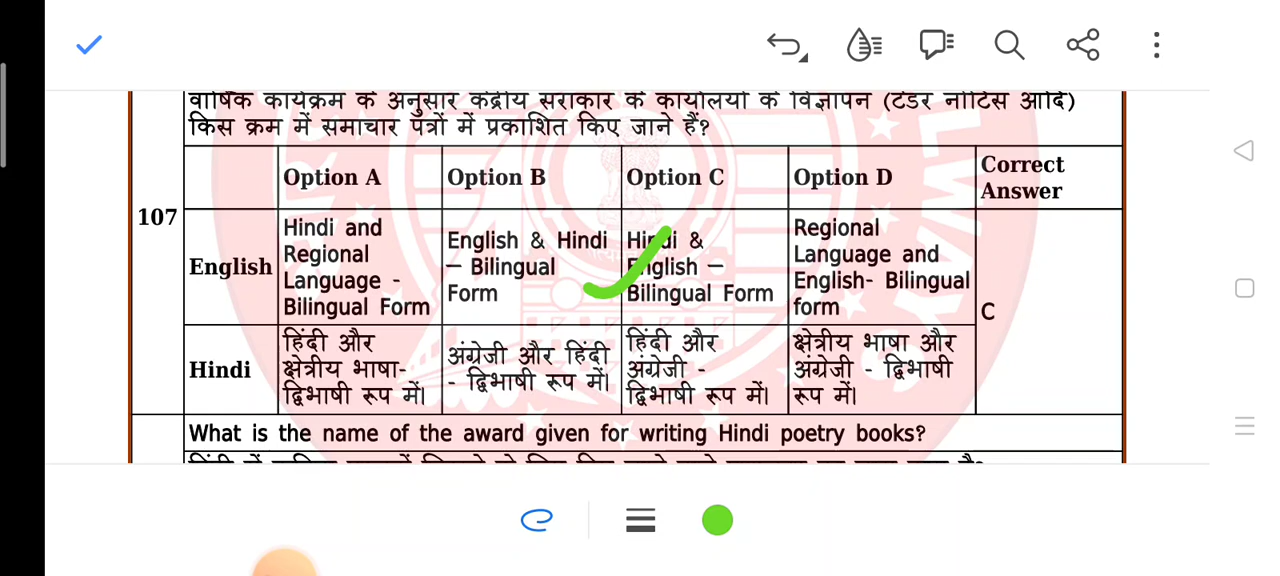 वार्षिक कार्यक्रम के अनुसार केंद्रीय सराकार के कार्यालयों के विज्ञापन (टेंडर नोटिस आदि)
किस क्रम में समाचार पत्रों में प्रकाशित किए जाने हैं?
107
Option A
Option B
Option C
Option D
Correct
Answer
English
Hindi and
Regional
Language -
Bilingual Form
English & Hindi
– Bilingual
Form
Hindi &
English –
Bilingual Form
Regional
Language and
English- Bilingual
form
C
Hindi
हिंदी और
क्षेत्रीय भाषा-
द्विभाषी रूप में।
अंग्रेजी और हिंदी
- द्विभाषी रूप में।
हिंदी और
अंग्रेजी -
द्विभाषी रूप में।
क्षेत्रीय भाषा और
अंग्रेजी - द्विभाषी
रूप में।
What is the name of the award given for writing Hindi poetry books?